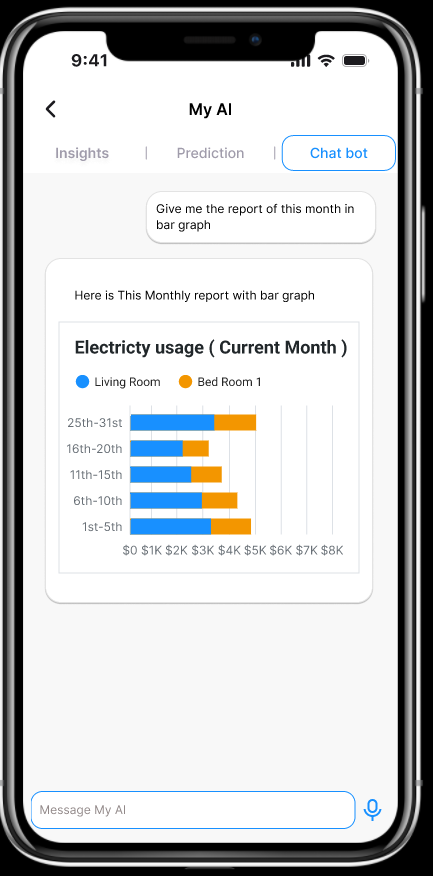 9:41
My AI
Insights | Prediction | Chat bot
Give me the report of this month in
bar graph
Here is This Monthly report with bar graph
Electricty usage ( Current Month )
Living Room Bed Room 1
25th-31st
16th-20th
11th-15th
6th-10th
1st-5th
$0 $1K $2K $3K $4K $5K $6K $7K $8K
Message My AI